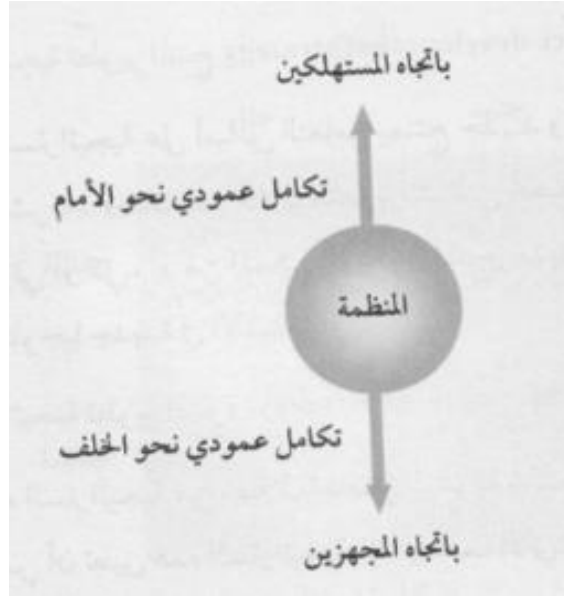 باتجاه المستهلكين
تكامل عمودي نحو الأمام
المنظمة
تكامل عمودي نحو الخلف
باتجاه المجهزين